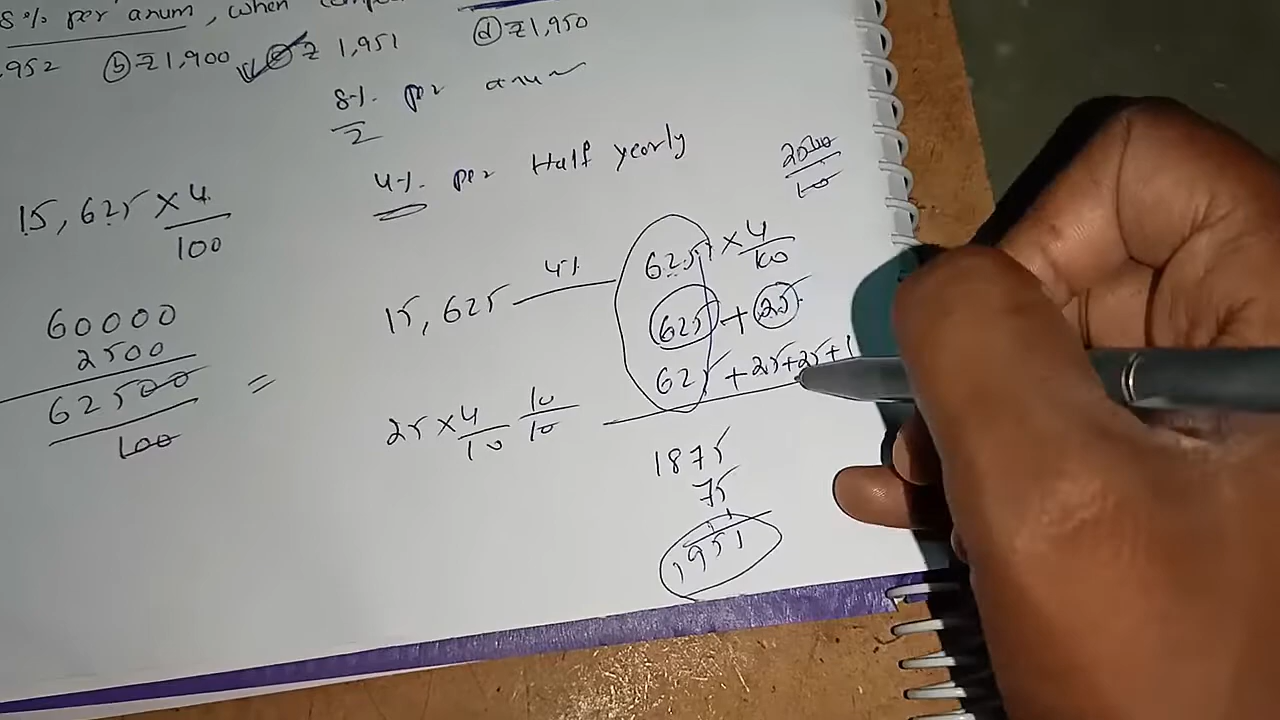 8% per anum, when
,952 (b) ₹1,900 (c) ₹ 1,951 (d) ₹1,950
8% per anum
2
4% per Half yearly
15,625 × 4
100
60000
2500
62500 =
100
15,625 4% 625 × 4
100
625 + 25
625 + 25 + 25 + 1
25 × 4 10
10 10
1875
75
1
1951